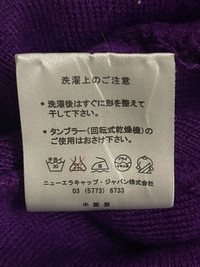 洗濯上のご注意
・洗濯後はすぐに形を整えて
干して下さい。
・タンブラー(回転式乾燥機)の
ご使用はおさけ下さい。
ニューエラキャップ・ジャパン株式会社
03 (5773) 6733
中国製